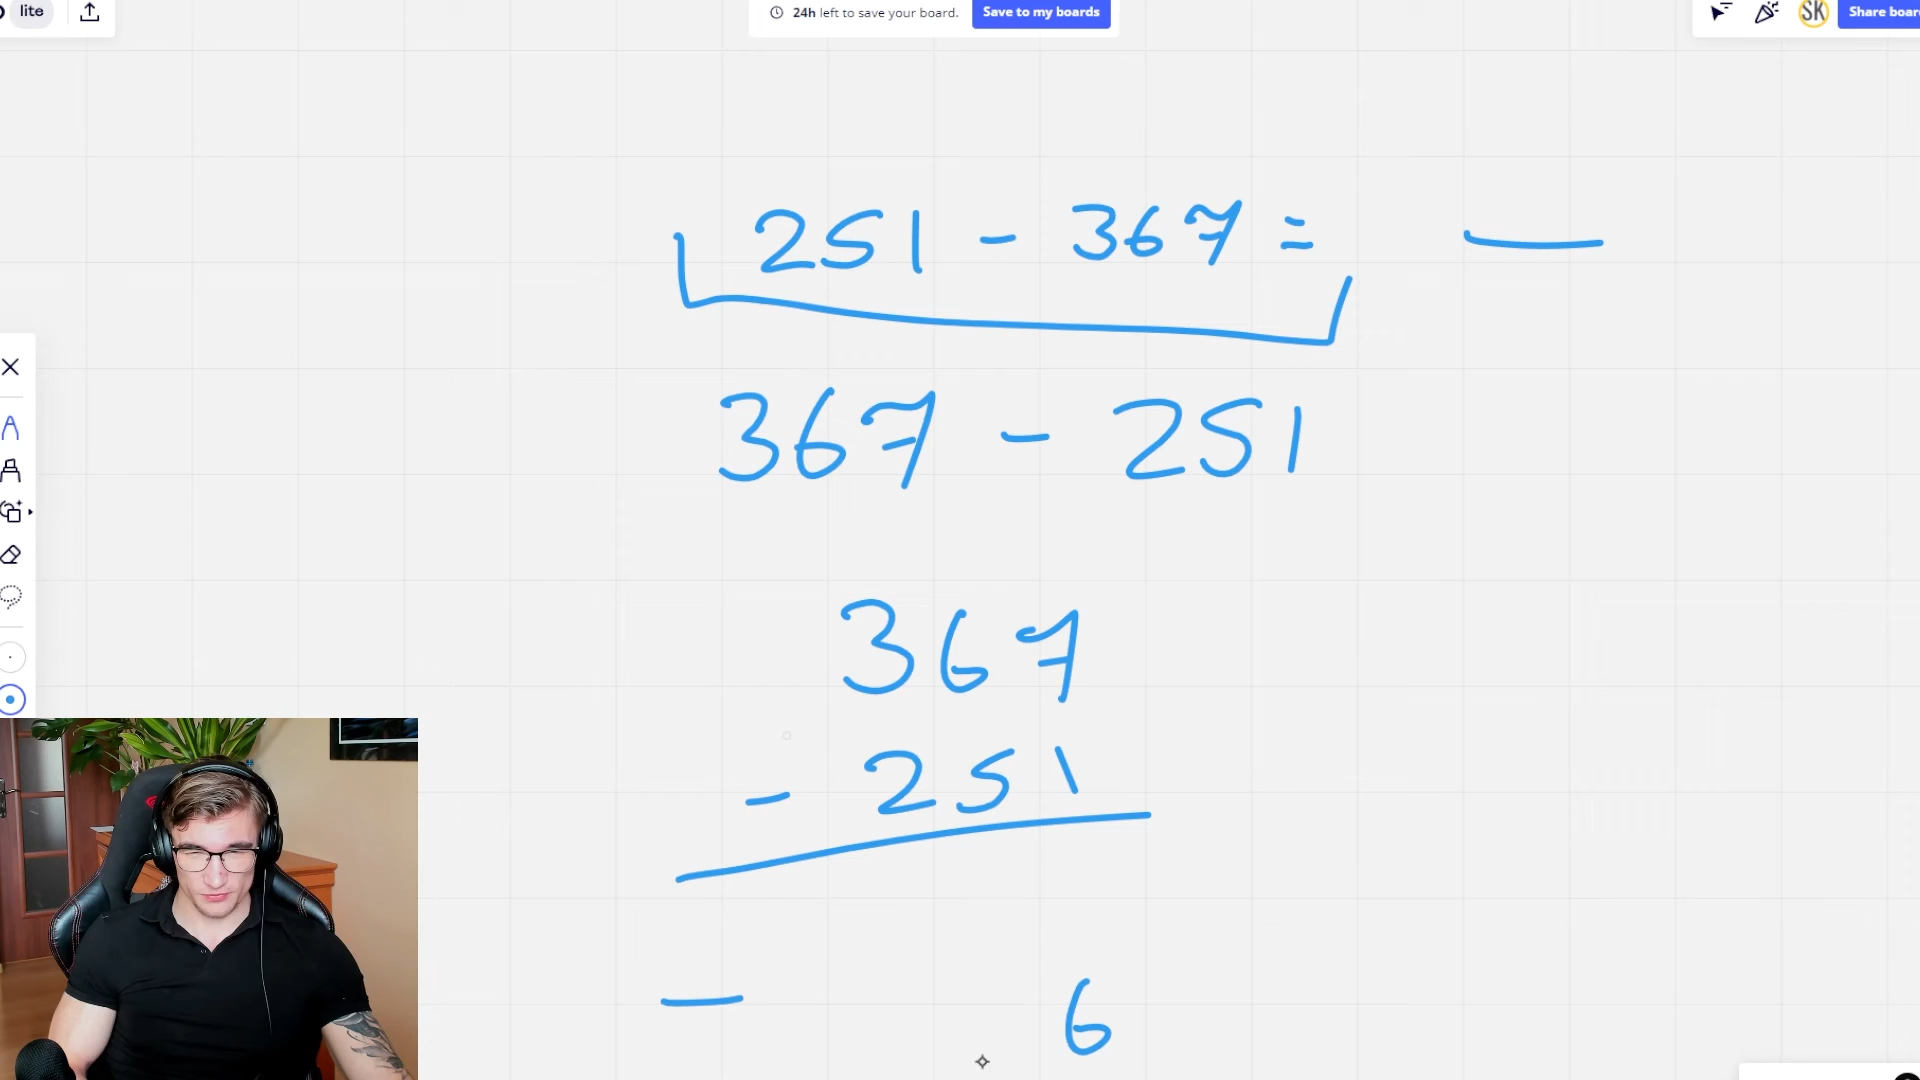 lite
24h left to save your board.
Save to my boards
SK
Share boar
251 - 367 =
367 - 251
367
- 251
- 6